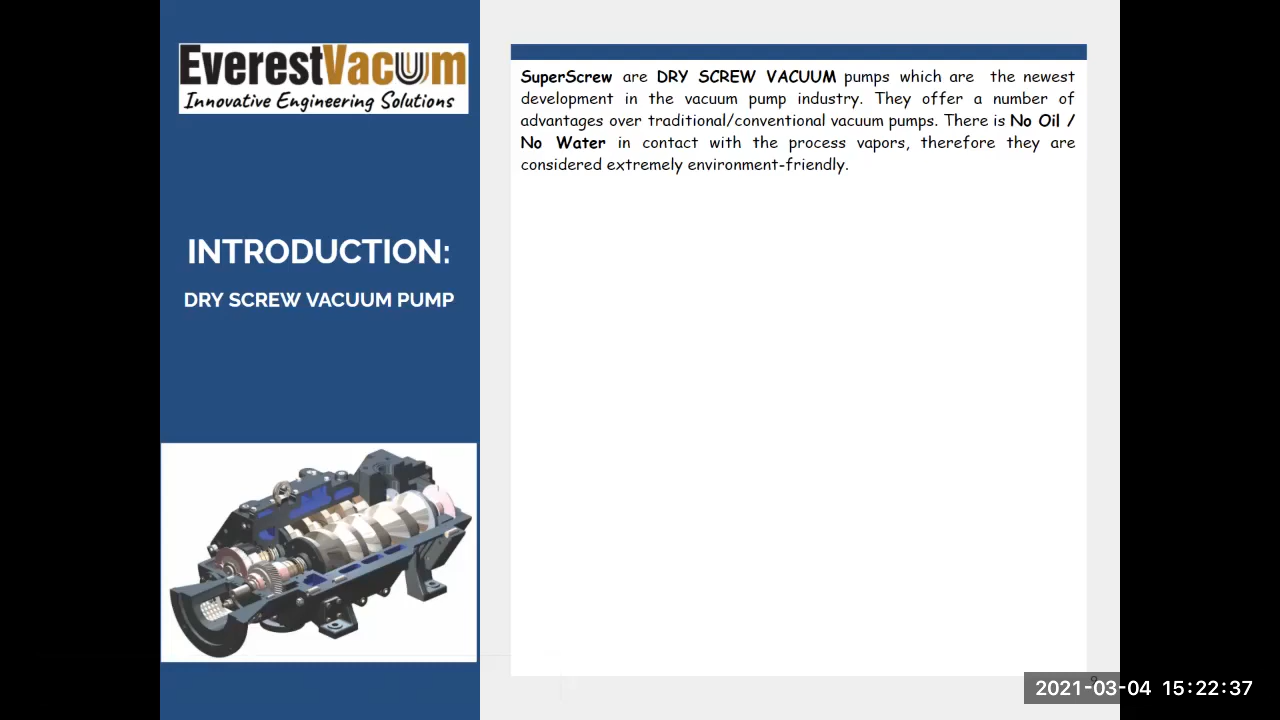 EverestVacuum
Innovative Engineering Solutions
INTRODUCTION:
DRY SCREW VACUUM PUMP
SuperScrew are DRY SCREW VACUUM pumps which are the newest
development in the vacuum pump industry. They offer a number of
advantages over traditional/conventional vacuum pumps. There is No Oil /
No Water in contact with the process vapors, therefore they are
considered extremely environment-friendly.
2021-03-04 15:22:37